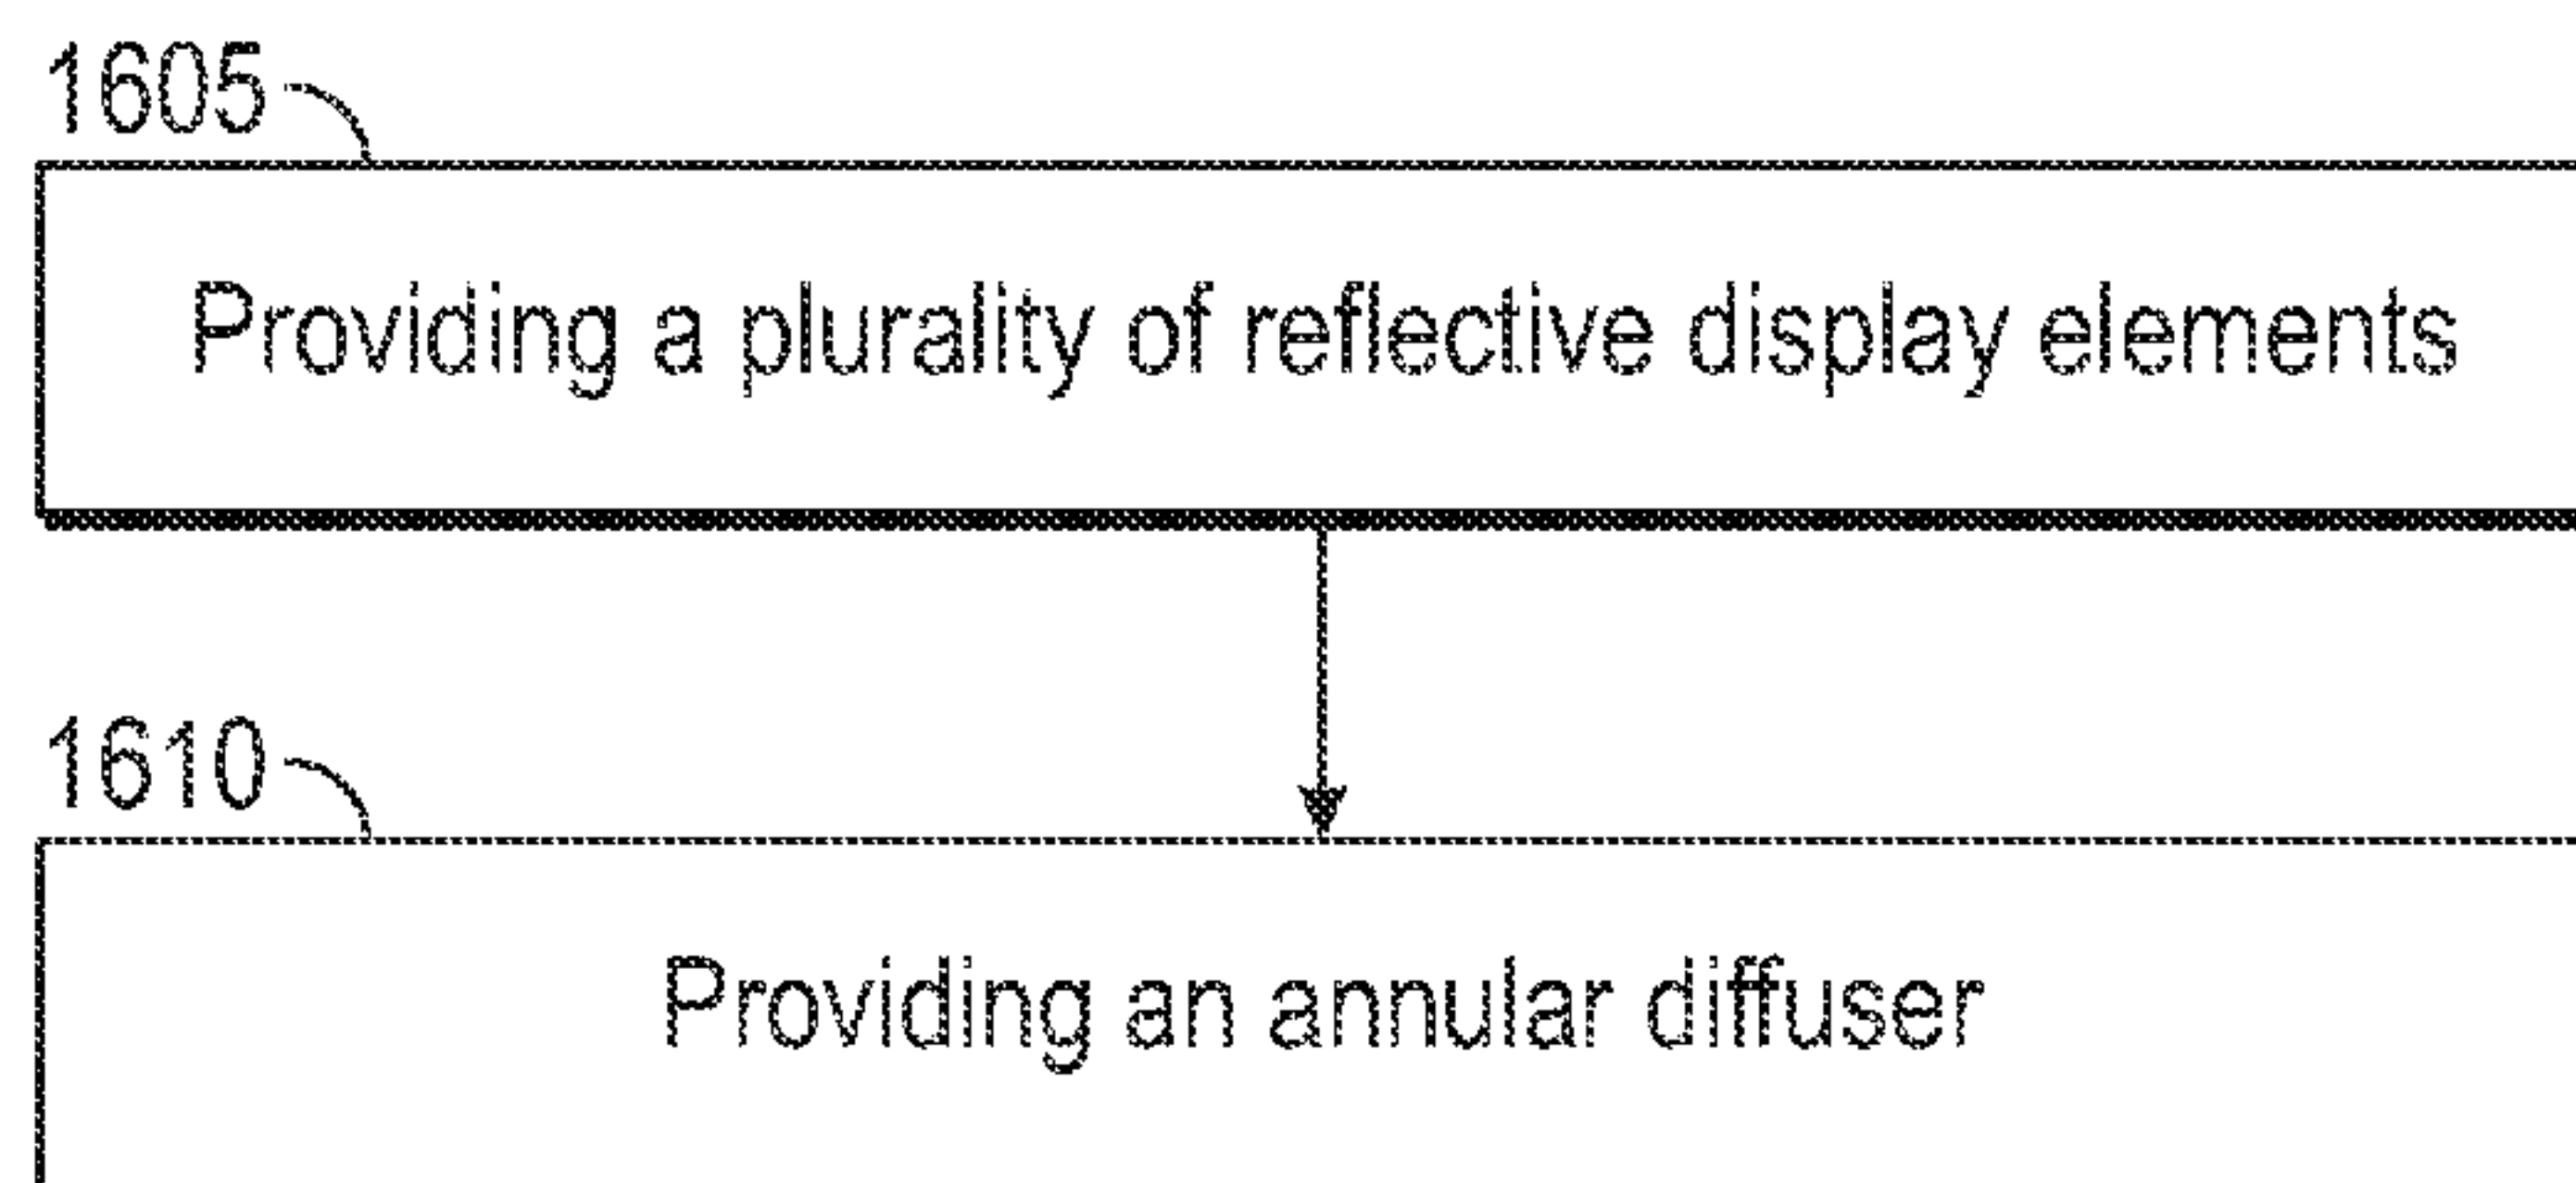 1605
Providing a plurality of reflective display elements
1610
Providing an annular diffuser